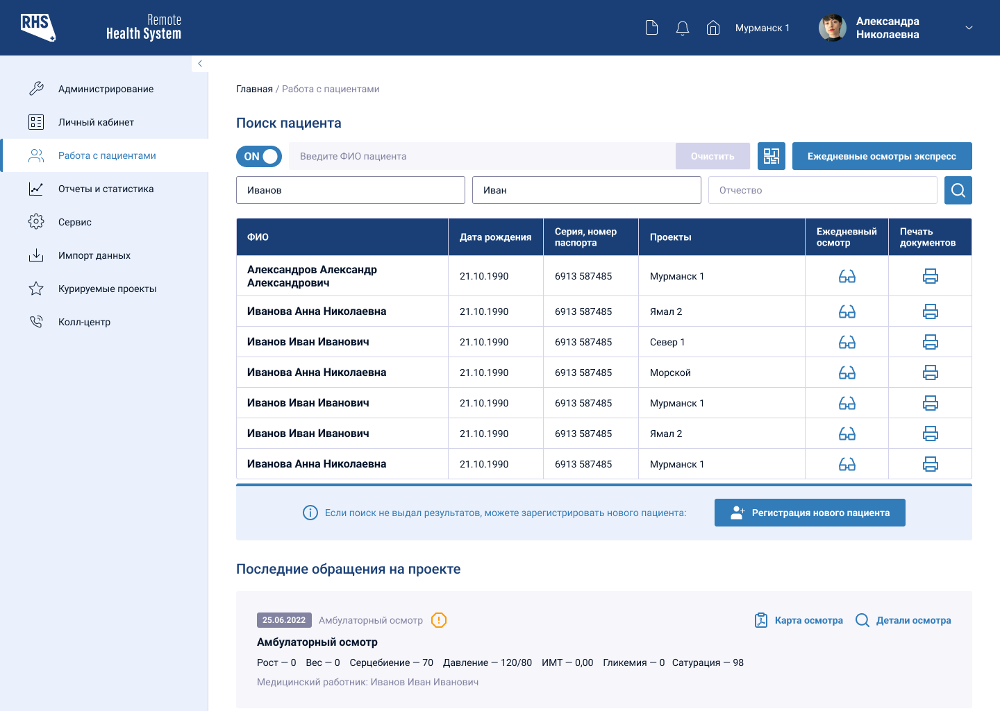 RHS
Remote
Health System
Мурманск 1
Александра
Николаевна
Администрирование
Личный кабинет
Работа с пациентами
Отчеты и статистика
Сервис
Импорт данных
Курируемые проекты
Колл-центр
Главная / Работа с пациентами
Поиск пациента
ON
Введите ФИО пациента
Очистить
Ежедневные осмотры экспресс
Иванов
Иван
Отчество
ФИО
Дата рождения
Серия, номер
паспорта
Проекты
Ежедневный
осмотр
Печать
документов
Александров Александр
Александрович
21.10.1990
6913 587485
Мурманск 1
Иванова Анна Николаевна
21.10.1990
6913 587485
Ямал 2
Иванов Иван Иванович
21.10.1990
6913 587485
Север 1
Иванова Анна Николаевна
21.10.1990
6913 587485
Морской
Иванов Иван Иванович
21.10.1990
6913 587485
Мурманск 1
Иванов Иван Иванович
21.10.1990
6913 587485
Ямал 2
Иванова Анна Николаевна
21.10.1990
6913 587485
Мурманск 1
Если поиск не выдал результатов, можете зарегистрировать нового пациента:
Регистрация нового пациента
Последние обращения на проекте
25.06.2022
Амбулаторный осмотр
Карта осмотра
Детали осмотра
Амбулаторный осмотр
Рост — 0 Вес — 0 Серцебиение — 70 Давление — 120/80 ИМТ — 0,00 Гликемия — 0 Сатурация — 98
Медицинский работник: Иванов Иван Иванович